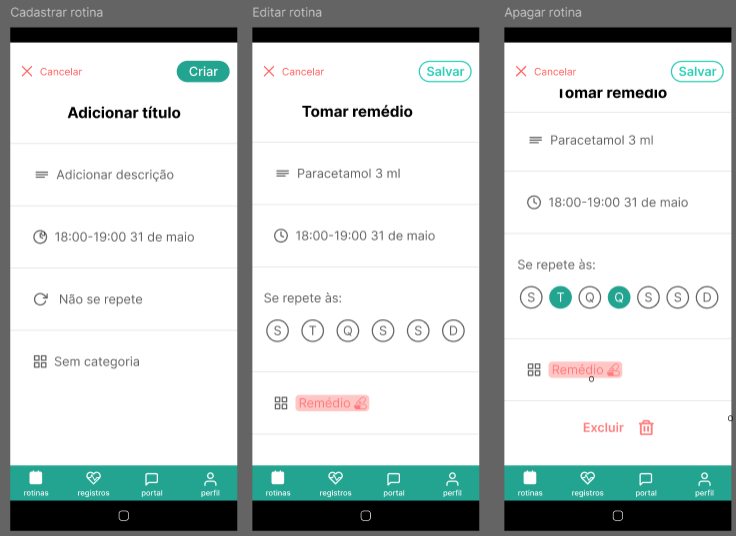 Cadastrar rotina
Cancelar
Criar
Adicionar título
Adicionar descrição
18:00-19:00 31 de maio
Não se repete
Sem categoria
rotinas
registros
portal
perfil
Editar rotina
Cancelar
Salvar
Tomar remédio
Paracetamol 3 ml
18:00-19:00 31 de maio
Se repete às:
S T Q S S D
Remédio
rotinas
registros
portal
perfil
Apagar rotina
Cancelar
Salvar
Tomar remédio
Paracetamol 3 ml
18:00-19:00 31 de maio
Se repete às:
S T Q Q S S D
Remédio
Excluir
rotinas
registros
portal
perfil